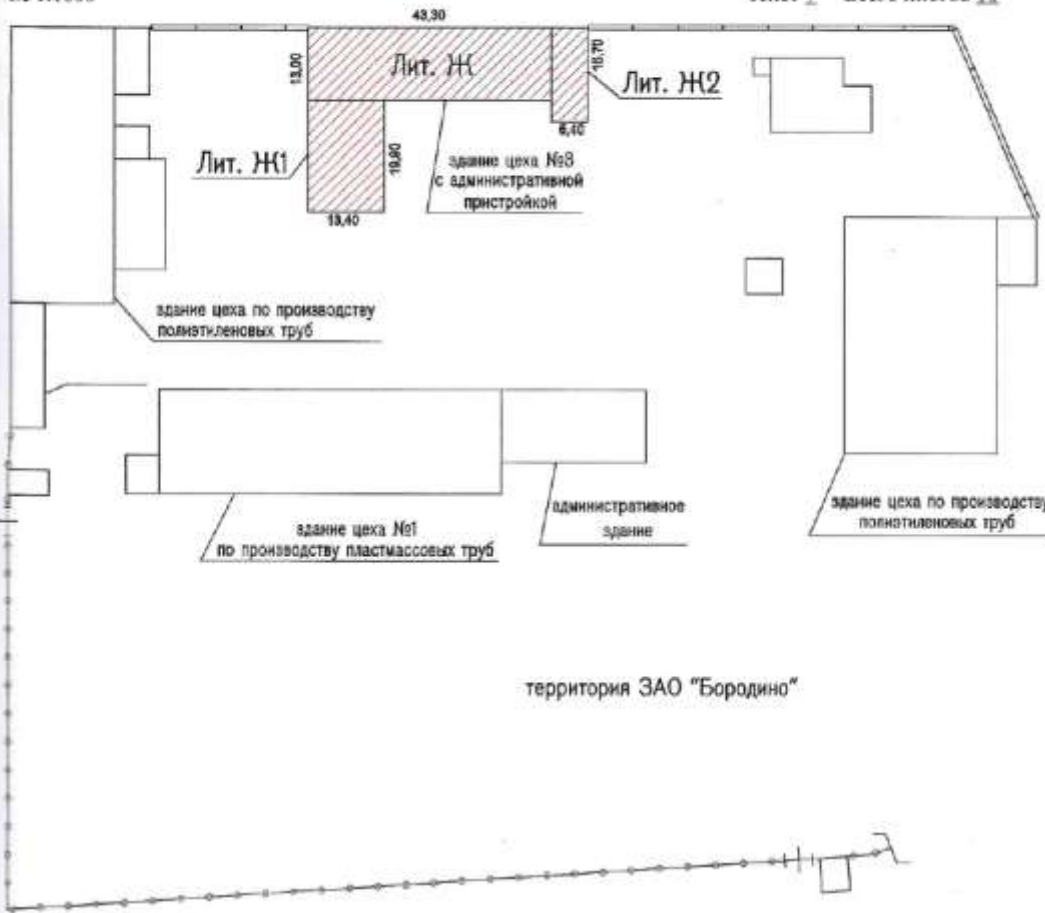 43,30
13,00
Лит. Ж
16,70
Лит. Ж2
6,40
Лит. Ж1
19,80
здание цеха №3
с административной
пристройкой
13,40
здание цеха по производству
полиэтиленовых труб
здание цеха №1
по производству пластмассовых труб
административное
здание
здание цеха по производству
полиэтиленовых труб
территория ЗАО "Бородино"